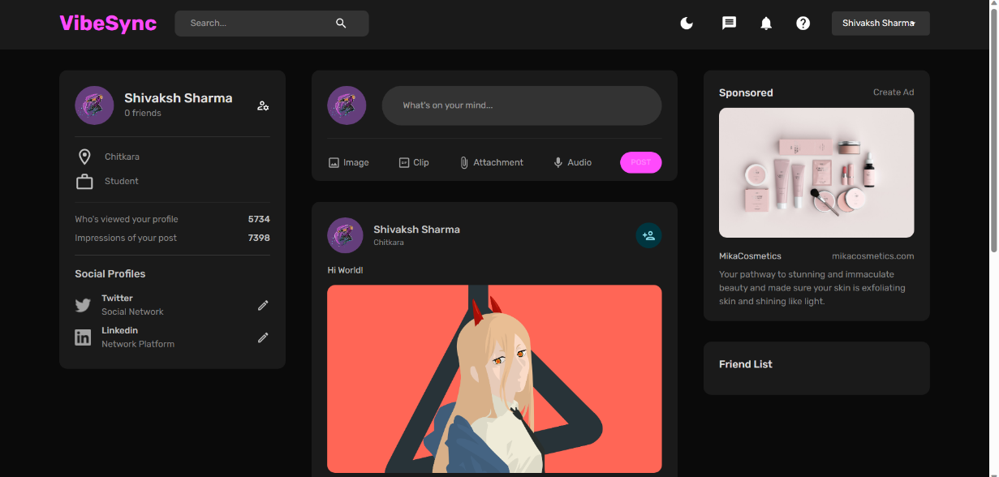 VibeSync
Search...
Shivaksh Sharma
Shivaksh Sharma
0 friends
Chitkara
Student
Who's viewed your profile 5734
Impressions of your post 7398
Social Profiles
Twitter
Social Network
Linkedin
Network Platform
What's on your mind...
Image Clip Attachment Audio POST
Shivaksh Sharma
Chitkara
Hi World!
Sponsored Create Ad
MikaCosmetics mikacosmetics.com
Your pathway to stunning and immaculate
beauty and made sure your skin is exfoliating
skin and shining like light.
Friend List